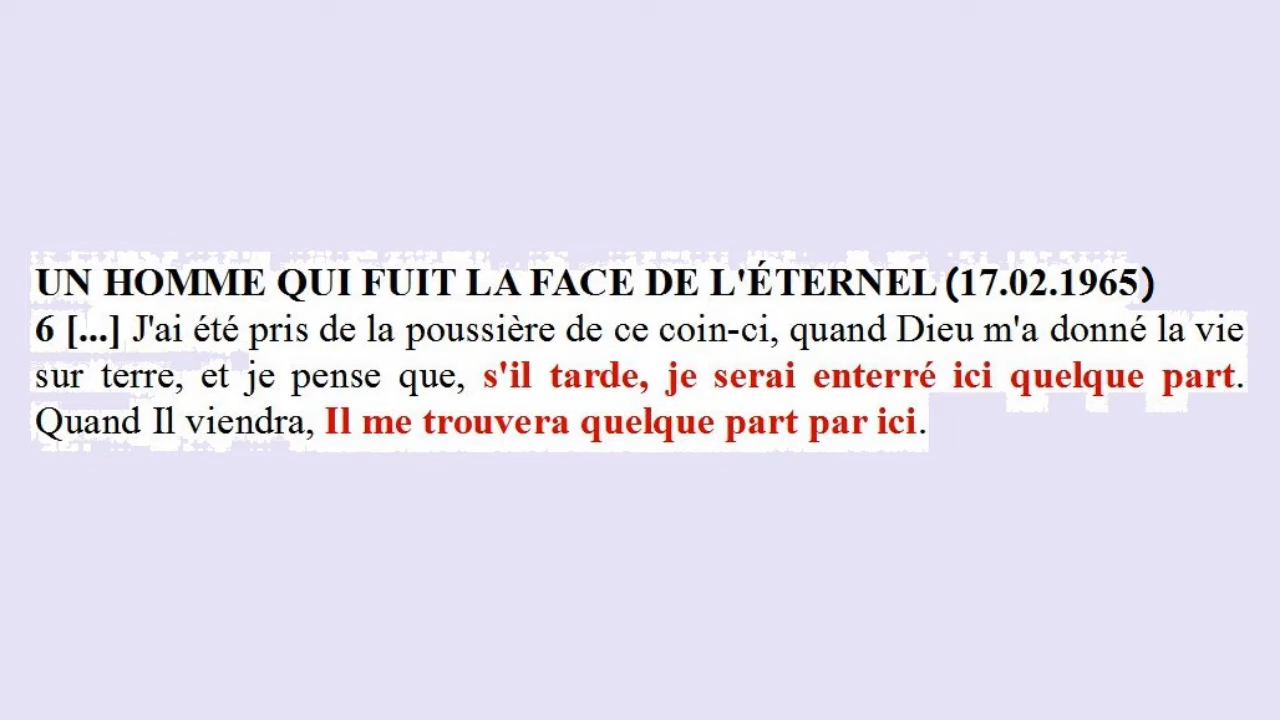 UN HOMME QUI FUIT LA FACE DE L'ÉTERNEL (17.02.1965)
6 [...] J'ai été pris de la poussière de ce coin-ci, quand Dieu m'a donné la vie
sur terre, et je pense que, s'il tarde, je serai enterré ici quelque part.
Quand Il viendra, Il me trouvera quelque part par ici.